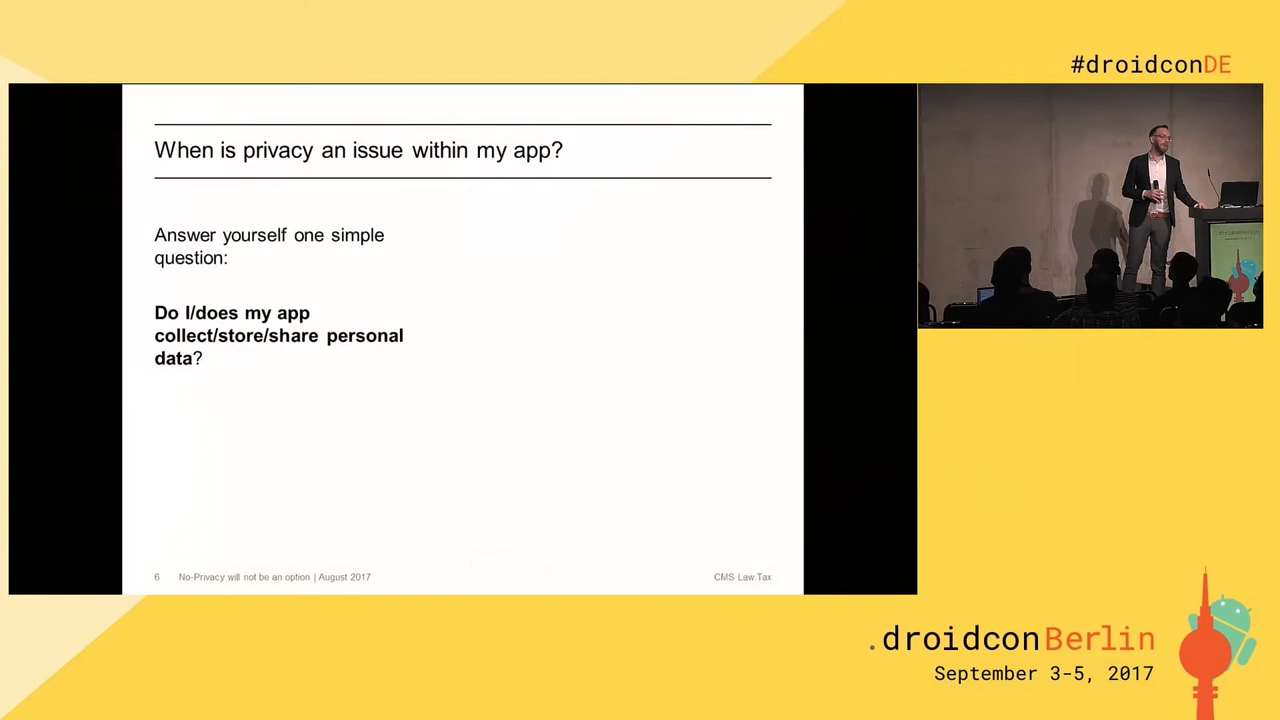 #droidconDE
When is privacy an issue within my app?
Answer yourself one simple
question:
Do I/does my app
collect/store/share personal
data?
6 No-Privacy will not be an option | August 2017
CMS Law.Tax
.droidconBerlin
September 3-5, 2017